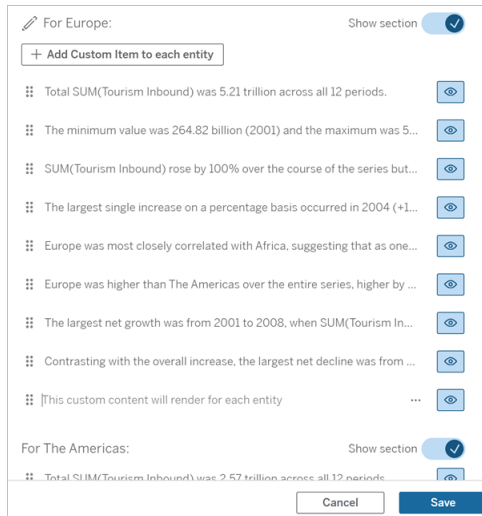 For Europe:
Show section
+ Add Custom Item to each entity
Total SUM(Tourism Inbound) was 5.21 trillion across all 12 periods.
The minimum value was 264.82 billion (2001) and the maximum was 5...
SUM(Tourism Inbound) rose by 100% over the course of the series but...
The largest single increase on a percentage basis occurred in 2004 (+1...
Europe was most closely correlated with Africa, suggesting that as one...
Europe was higher than The Americas over the entire series, higher by ...
The largest net growth was from 2001 to 2008, when SUM(Tourism In...
Contrasting with the overall increase, the largest net decline was from ...
This custom content will render for each entity
...
For The Americas:
Show section
Total SUM(Tourism Inbound) was 2.57 trillion across all 12 periods
Cancel
Save